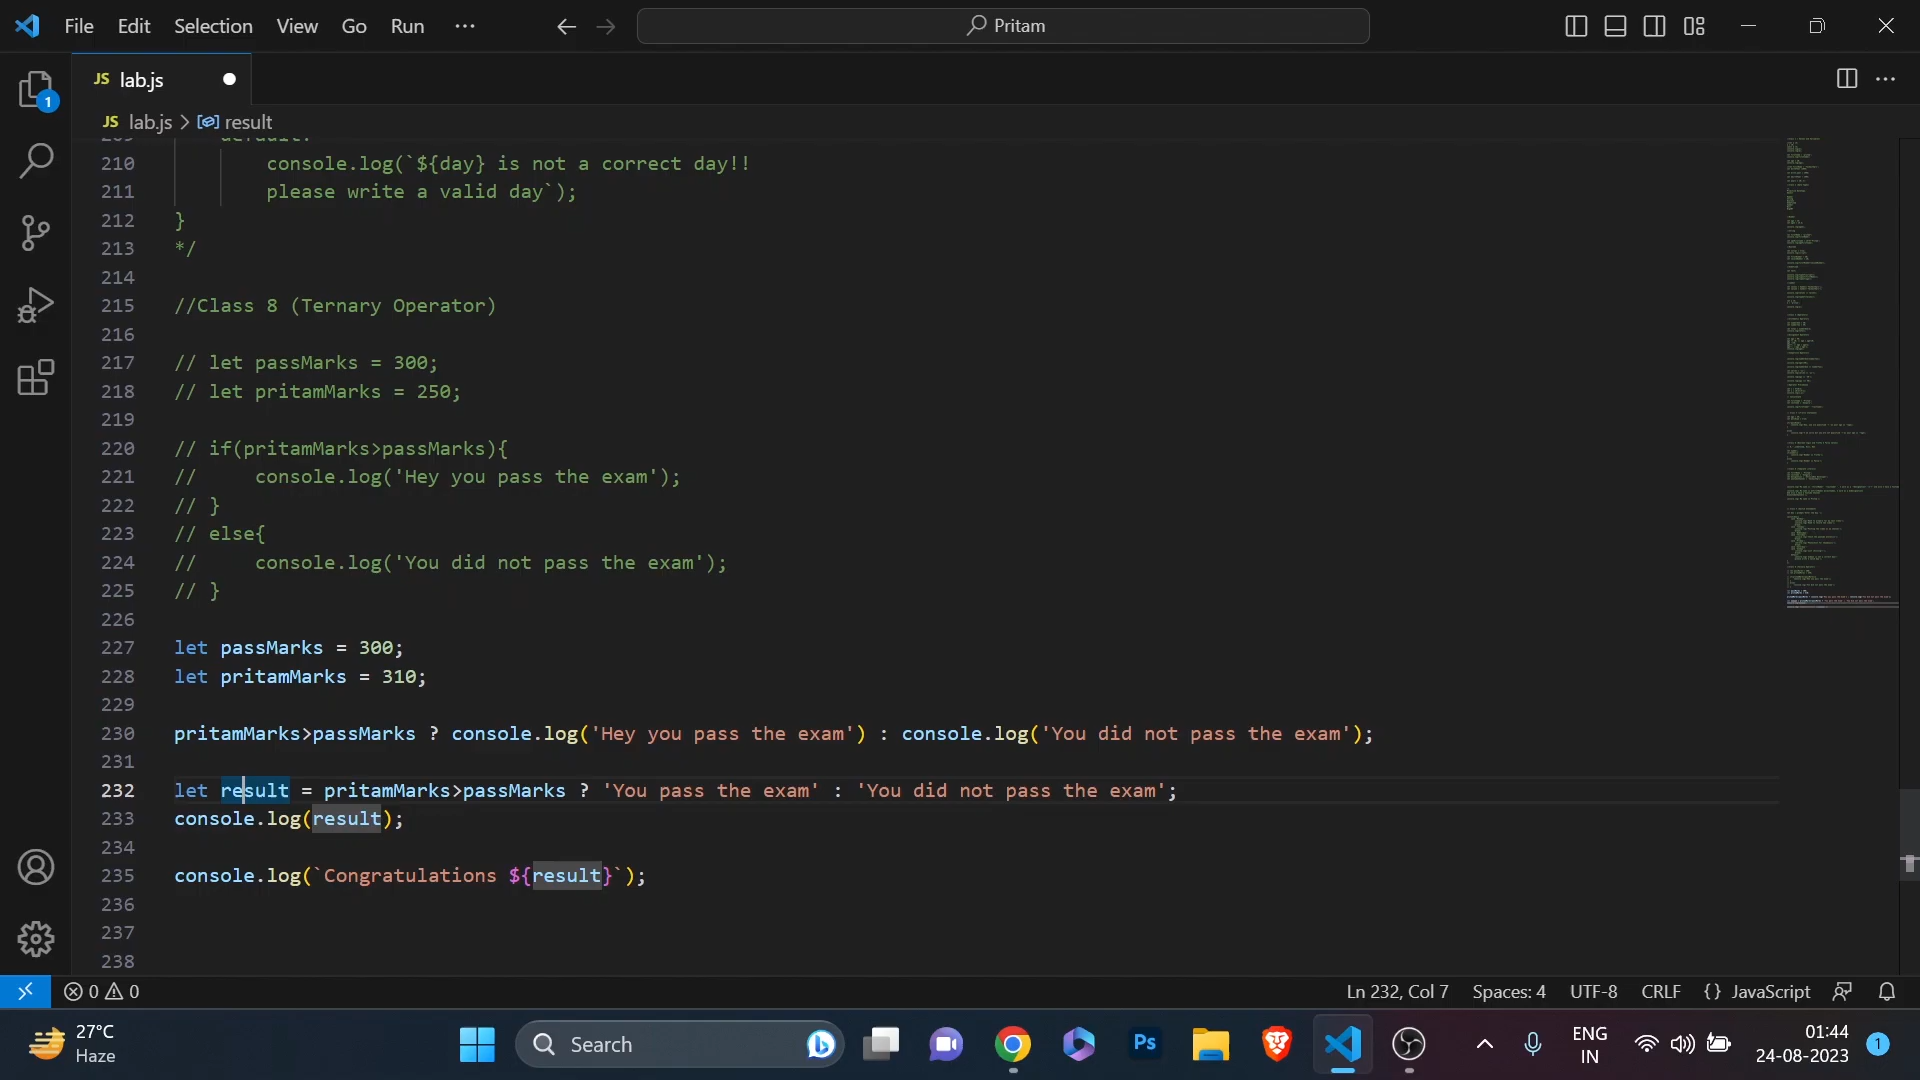 File Edit Selection View Go Run ···
Pritam
JS lab.js
JS lab.js > result
209 default:
210 console.log(`${day} is not a correct day!!
211 please write a valid day`);
212 }
213 */
214
215 //Class 8 (Ternary Operator)
216
217 // let passMarks = 300;
218 // let pritamMarks = 250;
219
220 // if(pritamMarks>passMarks){
221 //     console.log('Hey you pass the exam');
222 // }
223 // else{
224 //     console.log('You did not pass the exam');
225 // }
226
227 let passMarks = 300;
228 let pritamMarks = 310;
229
230 pritamMarks>passMarks ? console.log('Hey you pass the exam') : console.log('You did not pass the exam');
231
232 let result = pritamMarks>passMarks ? 'You pass the exam' : 'You did not pass the exam';
233 console.log(result);
234
235 console.log(`Congratulations ${result}`);
236
237
238
1
0 0 Ln 232, Col 7 Spaces: 4 UTF-8 CRLF {} JavaScript
27°C
Haze
Search
Ps
ENG
IN
01:44
24-08-2023
1